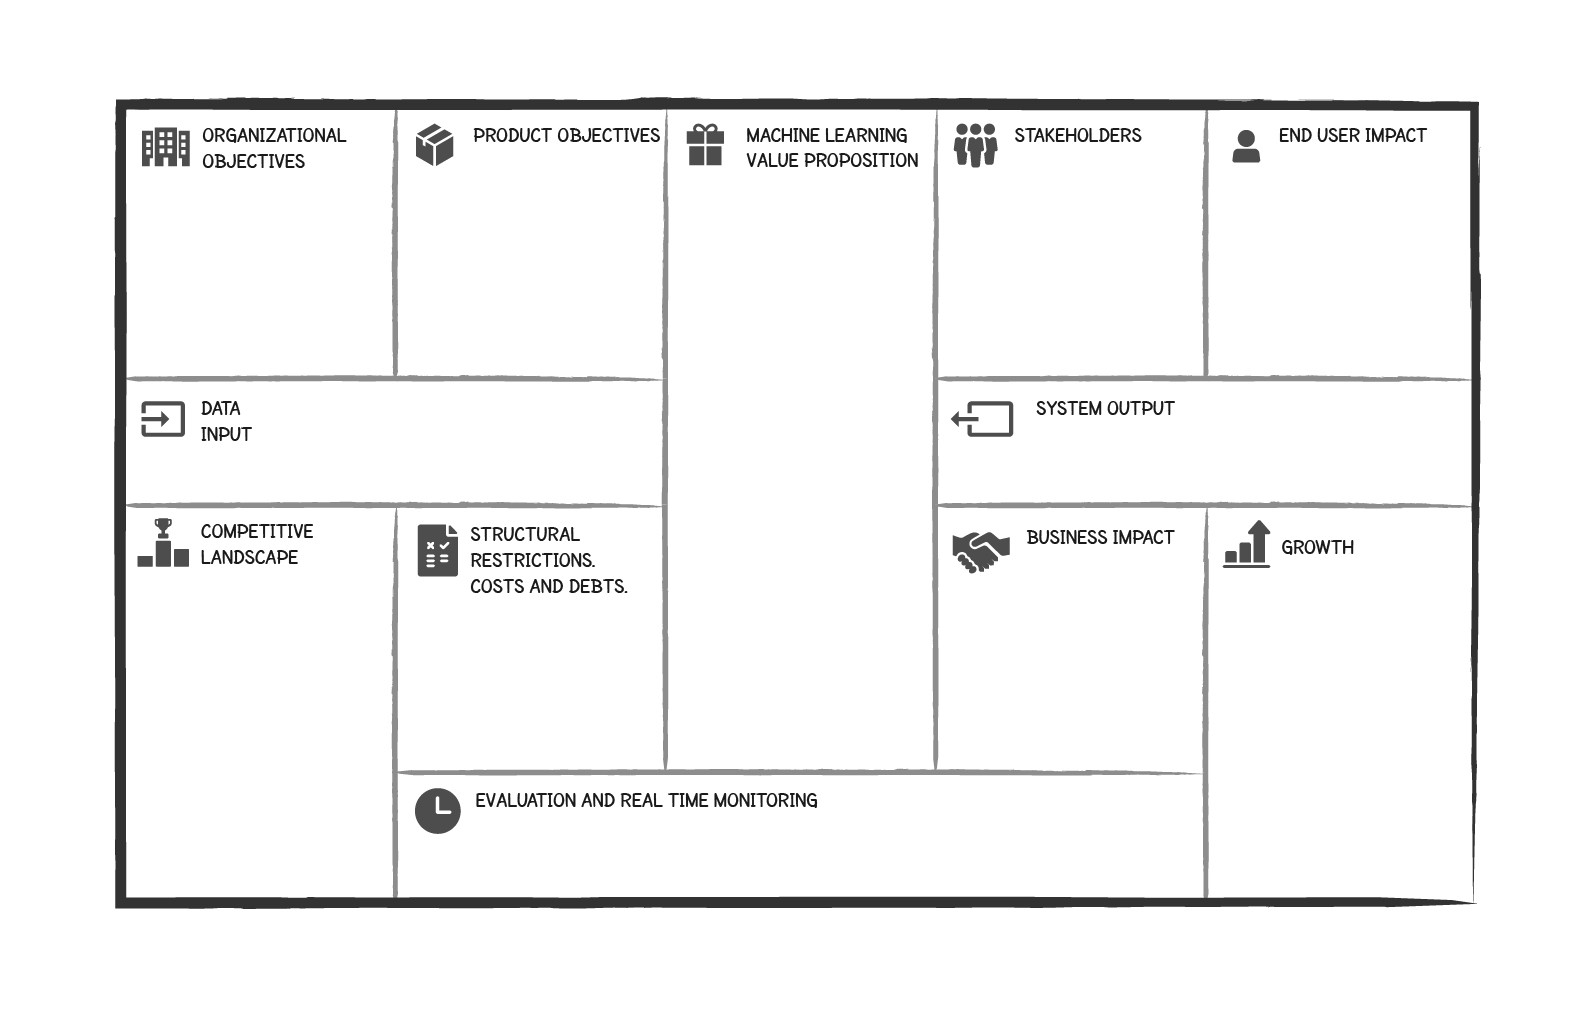 ORGANIZATIONAL
OBJECTIVES
PRODUCT OBJECTIVES
MACHINE LEARNING
VALUE PROPOSITION
STAKEHOLDERS
END USER IMPACT
DATA
INPUT
SYSTEM OUTPUT
COMPETITIVE
LANDSCAPE
STRUCTURAL
RESTRICTIONS.
COSTS AND DEBTS.
BUSINESS IMPACT
GROWTH
EVALUATION AND REAL TIME MONITORING